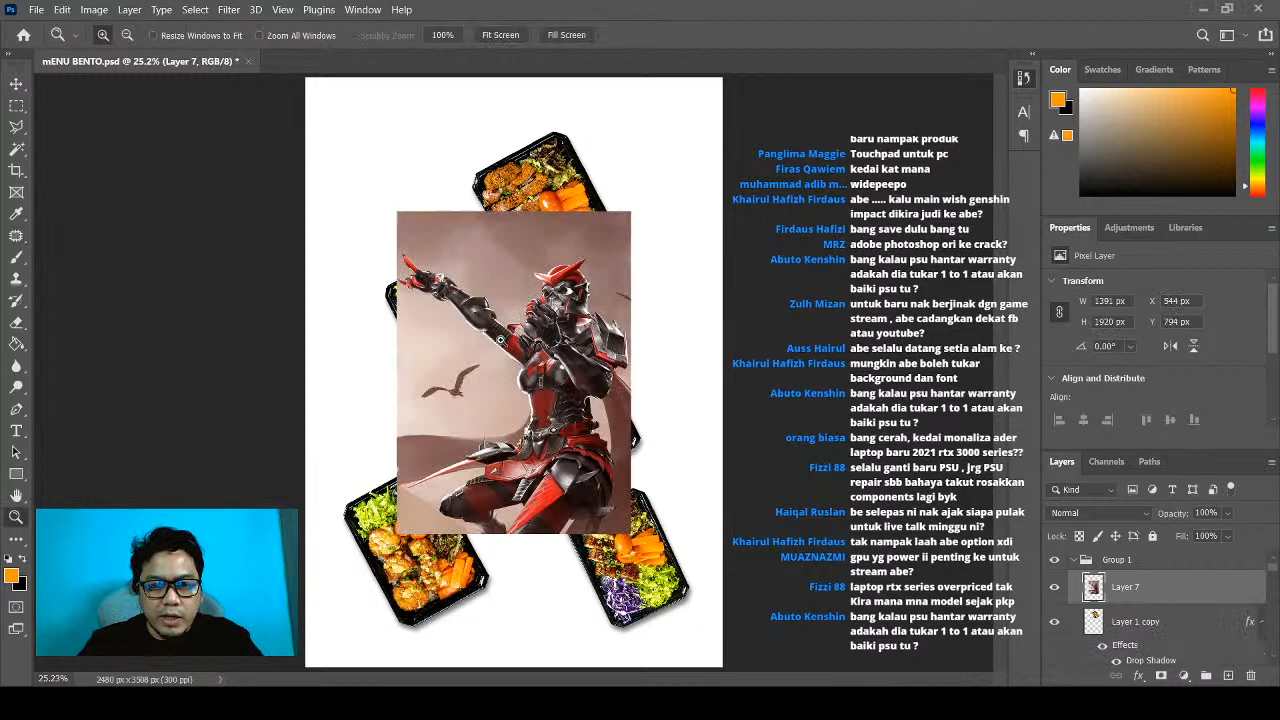 Ps File Edit Image Layer Type Select Filter 3D View Plugins Window Help
Resize Windows to Fit Zoom All Windows Scrubby Zoom 100% Fit Screen Fill Screen
mENU BENTO.psd @ 25.2% (Layer 7, RGB/8) *
baru nampak produk
Panglima Maggie Touchpad untuk pc
Firas Qawiem kedai kat mana
muhammad adib m... widepeepo
Khairul Hafizh Firdaus abe ..... kalu main wish genshin
impact dikira judi ke abe?
Firdaus Hafizi bang save dulu bang tu
MRZ adobe photoshop ori ke crack?
Abuto Kenshin bang kalau psu hantar warranty
adakah dia tukar 1 to 1 atau akan
baiki psu tu ?
Zulh Mizan untuk baru nak berjinak dgn game
stream , abe cadangkan dekat fb
atau youtube?
Auss Hairul abe selalu datang setia alam ke ?
Khairul Hafizh Firdaus mungkin abe boleh tukar
background dan font
Abuto Kenshin bang kalau psu hantar warranty
adakah dia tukar 1 to 1 atau akan
baiki psu tu ?
orang biasa bang cerah, kedai monaliza ader
laptop baru 2021 rtx 3000 series??
Fizzi 88 selalu ganti baru PSU , jrg PSU
repair sbb bahaya takut rosakkan
components lagi byk
Haiqal Ruslan be selepas ni nak ajak siapa pulak
untuk live talk minggu ni?
Khairul Hafizh Firdaus tak nampak laah abe option xdi
MUAZNAZMI gpu yg power ii penting ke untuk
stream abe?
Fizzi 88 laptop rtx series overpriced tak
Kira mana mna model sejak pkp
Abuto Kenshin bang kalau psu hantar warranty
adakah dia tukar 1 to 1 atau akan
baiki psu tu ?
Color Swatches Gradients Patterns
Properties Adjustments Libraries
Pixel Layer
Transform
W 1391 px X 544 px
H 1920 px Y 794 px
0.00°
Align and Distribute
Align:
Layers Channels Paths
Kind
Normal Opacity: 100%
Lock: Fill: 100%
Group 1
Layer 7
Layer 1 copy fx
Effects
Drop Shadow
25.23% 2480 px x 3508 px (300 ppi)